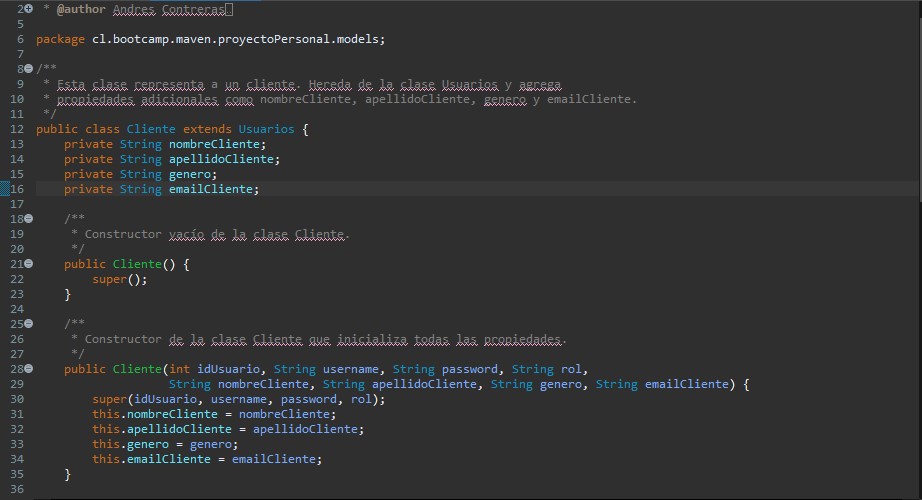 2 * @author Andres Contreras
5
6 package cl.bootcamp.maven.proyectoPersonal.models;
7
8 /**
9  * Esta clase representa a un cliente. Hereda de la clase Usuarios y agrega
10  * propiedades adicionales como nombreCliente, apellidoCliente, genero y emailCliente.
11  */
12 public class Cliente extends Usuarios {
13     private String nombreCliente;
14     private String apellidoCliente;
15     private String genero;
16     private String emailCliente;
17
18     /**
19      * Constructor vacío de la clase Cliente.
20      */
21     public Cliente() {
22         super();
23     }
24
25     /**
26      * Constructor de la clase Cliente que inicializa todas las propiedades.
27      */
28     public Cliente(int idUsuario, String username, String password, String rol,
29                    String nombreCliente, String apellidoCliente, String genero, String emailCliente) {
30         super(idUsuario, username, password, rol);
31         this.nombreCliente = nombreCliente;
32         this.apellidoCliente = apellidoCliente;
33         this.genero = genero;
34         this.emailCliente = emailCliente;
35     }
36